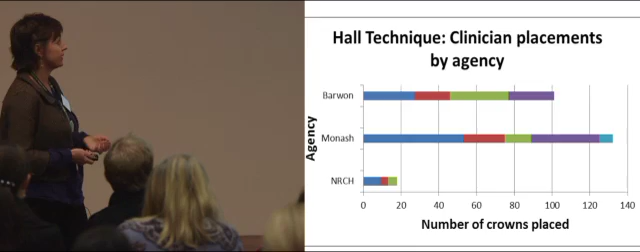 Hall Technique: Clinician placements
by agency
Agency
Barwon
Monash
NRCH
0 20 40 60 80 100 120 140
Number of crowns placed